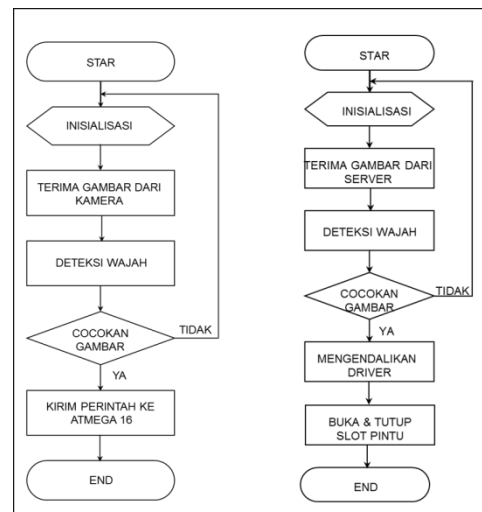 STAR
INISIALISASI
TERIMA GAMBAR DARI
KAMERA
DETEKSI WAJAH
COCOKAN
GAMBAR
TIDAK
YA
KIRIM PERINTAH KE
ATMEGA 16
END
STAR
INISIALISASI
TERIMA GAMBAR DARI
SERVER
DETEKSI WAJAH
COCOKAN
GAMBAR
TIDAK
YA
MENGENDALIKAN
DRIVER
BUKA & TUTUP
SLOT PINTU
END